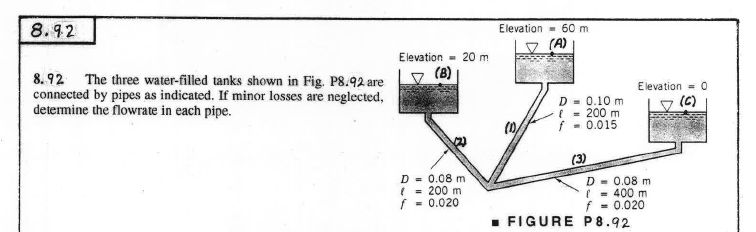 8.92
8.92 The three water-filled tanks shown in Fig. P8.92 are
connected by pipes as indicated. If minor losses are neglected,
determine the flowrate in each pipe.
Elevation = 60 m
(A)
Elevation = 20 m
(B)
Elevation = 0
(C)
D = 0.10 m
ℓ = 200 m
f = 0.015
(1)
(2)
(3)
D = 0.08 m
ℓ = 200 m
f = 0.020
D = 0.08 m
ℓ = 400 m
f = 0.020
■ FIGURE P8.92